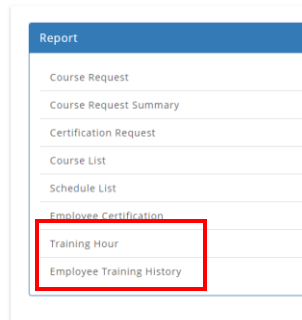 Report
Course Request
Course Request Summary
Certification Request
Course List
Schedule List
Employee Certification
Training Hour
Employee Training History